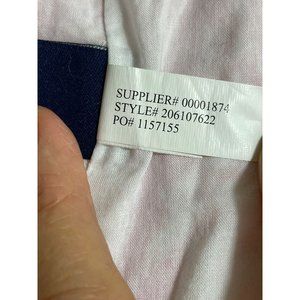 SUPPLIER# 00001874
STYLE# 206107622
PO# 1157155